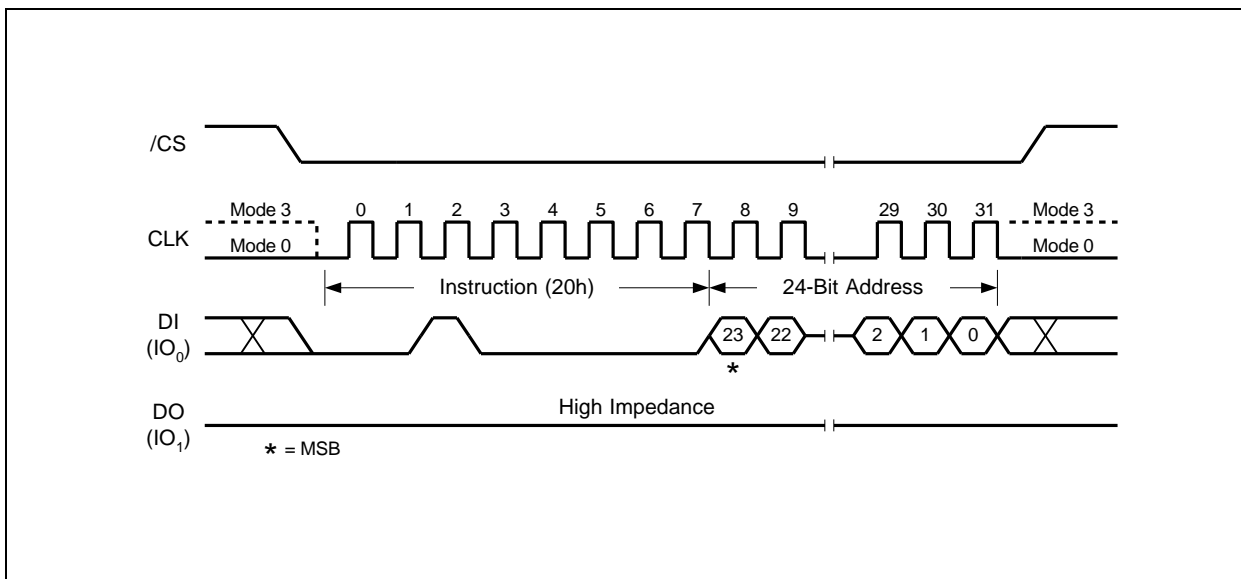 /CS
Mode 3 0 1 2 3 4 5 6 7 8 9 29 30 31 Mode 3
CLK
Mode 0 Mode 0
Instruction (20h) 24-Bit Address
DI
(IO0)
23 22 2 1 0
*
High Impedance
DO
(IO1)
* = MSB